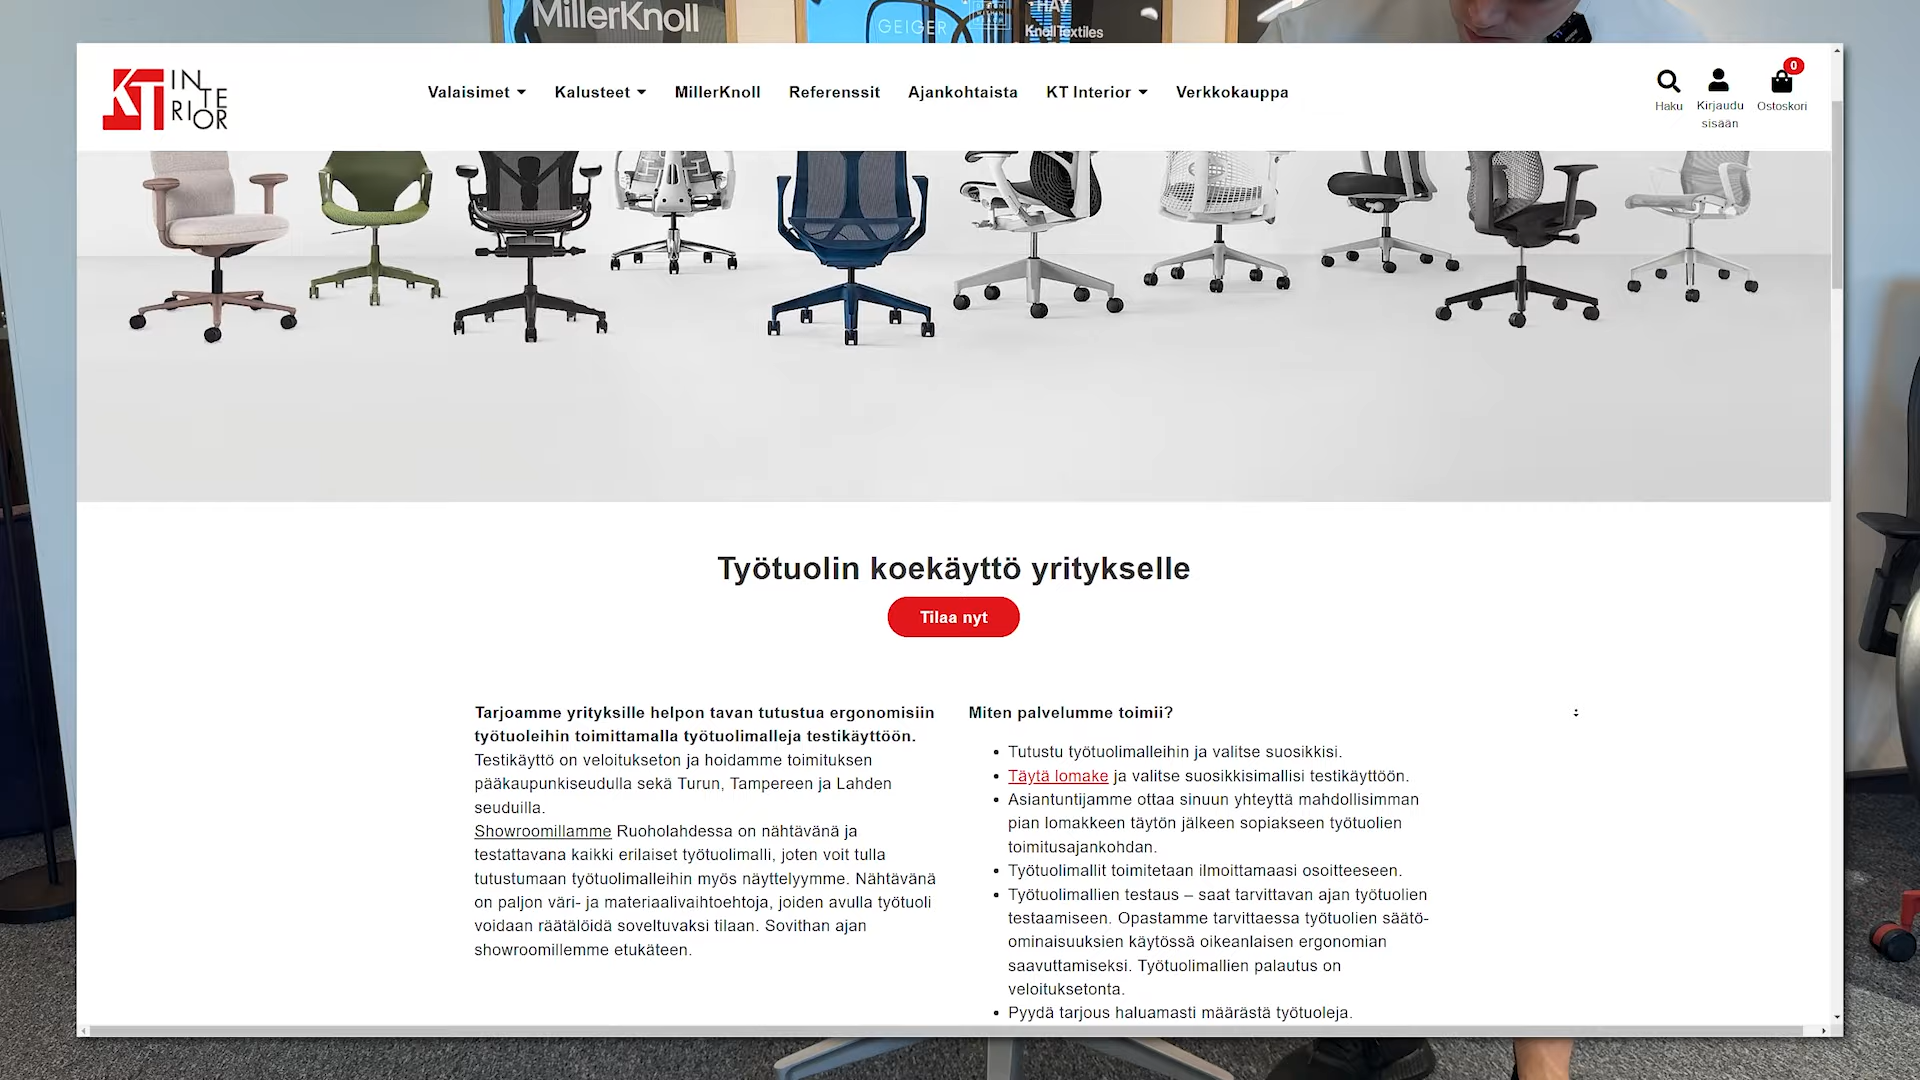 MillerKnoll
GEIGER
HAY
KnollTextiles
KT INTERIOR
Valaisimet
Kalusteet
MillerKnoll
Referenssit
Ajankohtaista
KT Interior
Verkkokauppa
Haku
Kirjaudu
sisään
0
Ostoskori
Työtuolin koekäyttö yritykselle
Tilaa nyt
Tarjoamme yrityksille helpon tavan tutustua ergonomisiin
työtuoleihin toimittamalla työtuolimalleja testikäyttöön.
Testikäyttö on veloitukseton ja hoidamme toimituksen
pääkaupunkiseudulla sekä Turun, Tampereen ja Lahden
seuduilla.
Showroomillamme Ruoholahdessa on nähtävänä ja
testattavana kaikki erilaiset työtuolimalli, joten voit tulla
tutustumaan työtuolimalleihin myös näyttelyymme. Nähtävänä
on paljon väri- ja materiaalivaihtoehtoja, joiden avulla työtuoli
voidaan räätälöidä soveltuvaksi tilaan. Sovithan ajan
showroomillemme etukäteen.
Miten palvelumme toimii?
• Tutustu työtuolimalleihin ja valitse suosikkisi.
• Täytä lomake ja valitse suosikkisimallisi testikäyttöön.
• Asiantuntijamme ottaa sinuun yhteyttä mahdollisimman
pian lomakkeen täytön jälkeen sopiakseen työtuolien
toimitusajankohdan.
• Työtuolimallit toimitetaan ilmoittamaasi osoitteeseen.
• Työtuolimallien testaus – saat tarvittavan ajan työtuolien
testaamiseen. Opastamme tarvittaessa työtuolien säätö-
ominaisuuksien käytössä oikeanlaisen ergonomian
saavuttamiseksi. Työtuolimallien palautus on
veloituksetonta.
• Pyydä tarjous haluamasti määrästä työtuoleja.